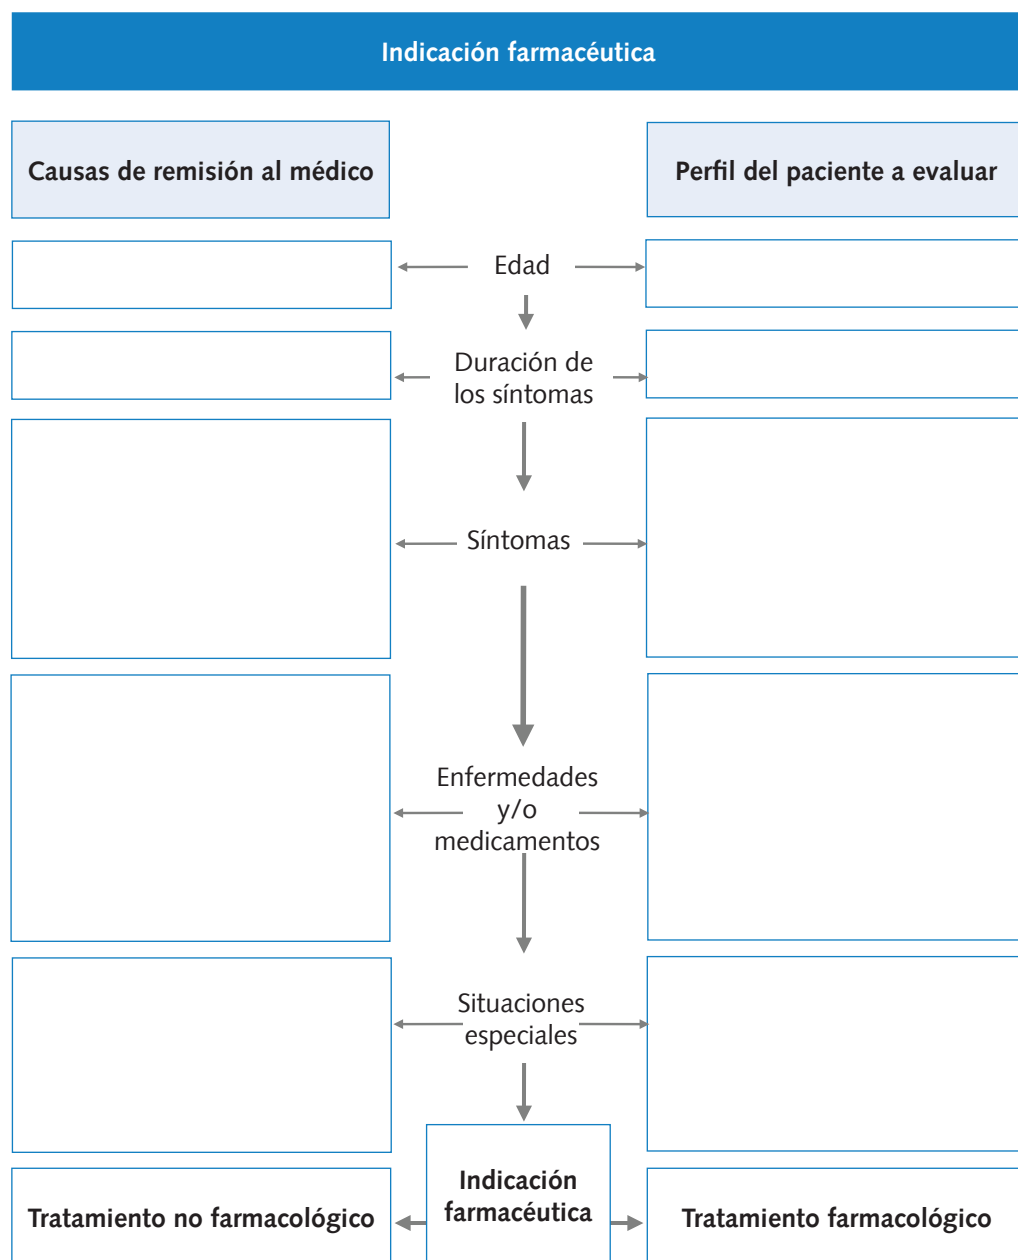 Indicación farmacéutica
Causas de remisión al médico
Perfil del paciente a evaluar
Edad
Duración de
los síntomas
Síntomas
Enfermedades
y/o
medicamentos
Situaciones
especiales
Indicación
farmacéutica
Tratamiento no farmacológico
Tratamiento farmacológico